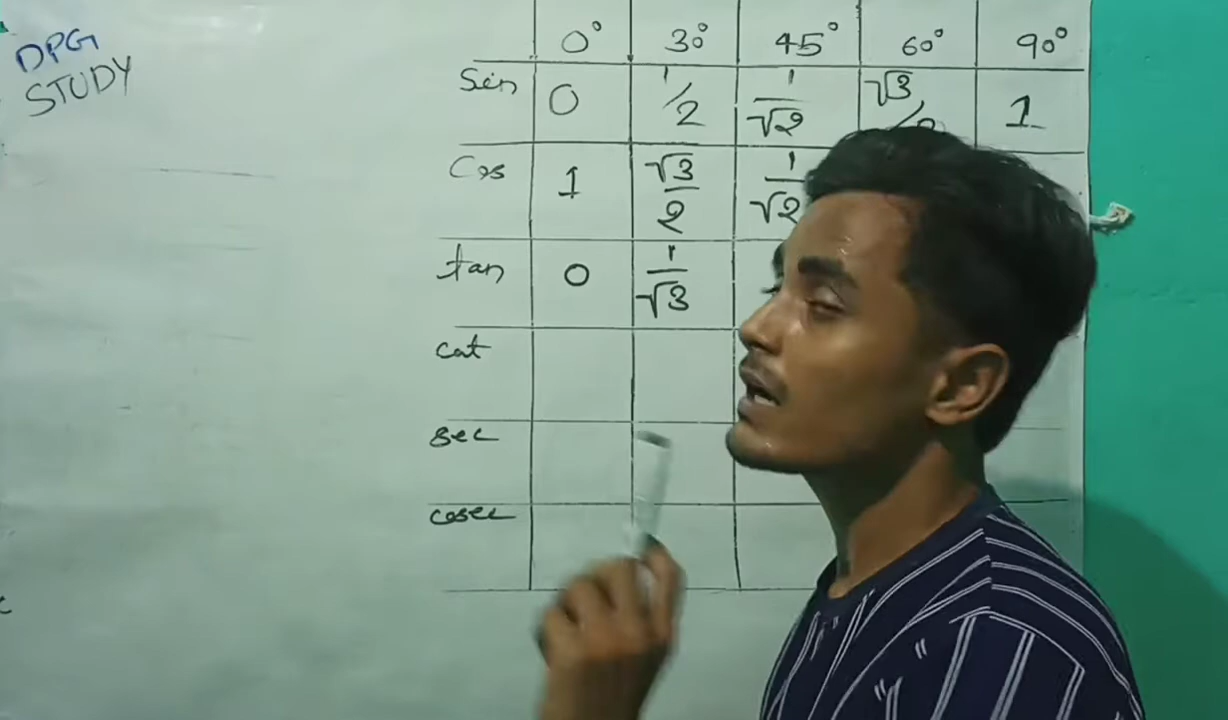 DPG
STUDY
0° 30° 45° 60° 90°
Sin 0 1/2 1/√2 √3/2 1
Cos 1 √3/2 1/√2
tan 0 1/√3
cat
sec
cosec